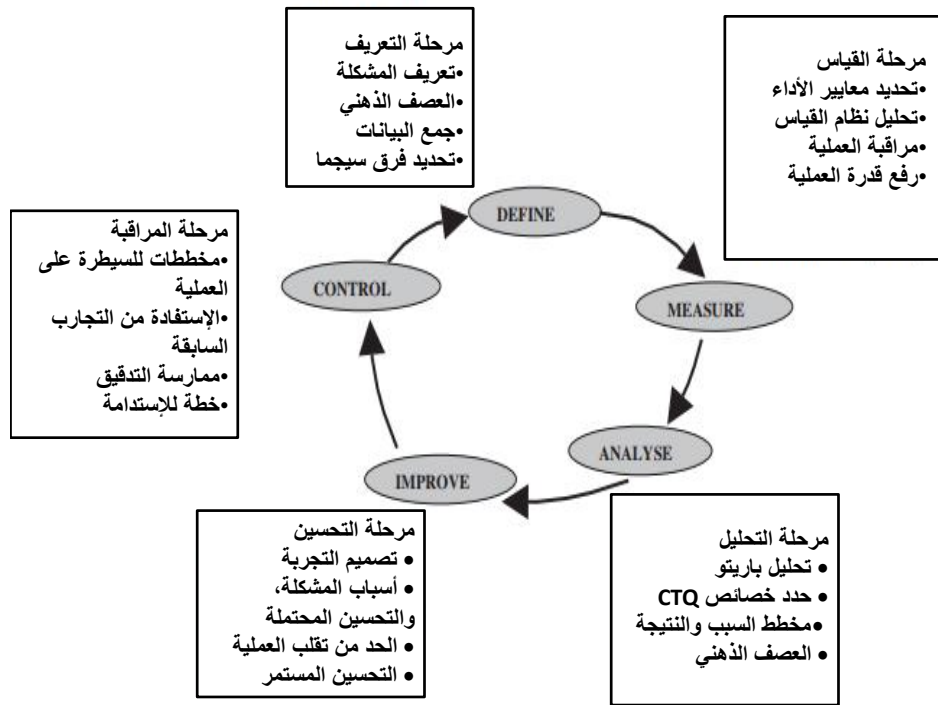 مرحلة التعريف
•تعريف المشكلة
•العصف الذهني
•جمع البيانات
•تحديد فرق سيجما
مرحلة القياس
•تحديد معايير الأداء
•تحليل نظام القياس
•مراقبة العملية
•رفع قدرة العملية
DEFINE
مرحلة المراقبة
•مخططات للسيطرة على
العملية
•الإستفادة من التجارب
السابقة
•ممارسة التدقيق
•خطة للإستدامة
CONTROL
MEASURE
ANALYSE
IMPROVE
مرحلة التحسين
• تصميم التجربة
• أسباب المشكلة،
والتحسين المحتملة
• الحد من تقلب العملية
• التحسين المستمر
مرحلة التحليل
• تحليل باريتو
• حدد خصائص CTQ
•مخطط السبب والنتيجة
• العصف الذهني